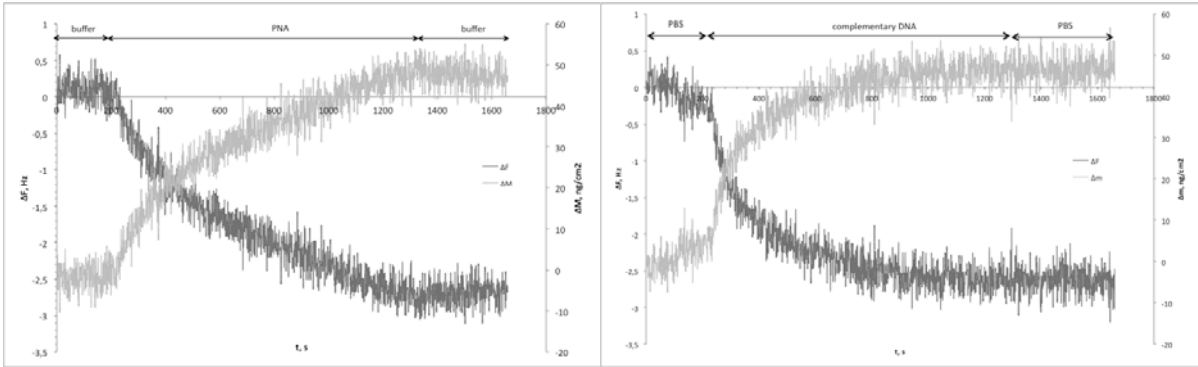 buffer PNA buffer
1 60
0,5 50
0 40
0 200 400 600 800 1000 1200 1400 1600 1800
-0,5 30
-1 20
-1,5 10
-2 0
-2,5 -10
-3 -20
-3,5
ΔF, Hz
ΔM, ng/cm2
ΔF
ΔM
t, s
PBS complementary DNA PBS
1 60
0,5 50
0 40
0 200 400 600 800 1000 1200 1400 1600 1800
-0,5 30
-1 20
-1,5 10
-2 0
-2,5 -10
-3 -20
-3,5
ΔF, Hz
Δm, ng/cm2
ΔF
Δm
t, s